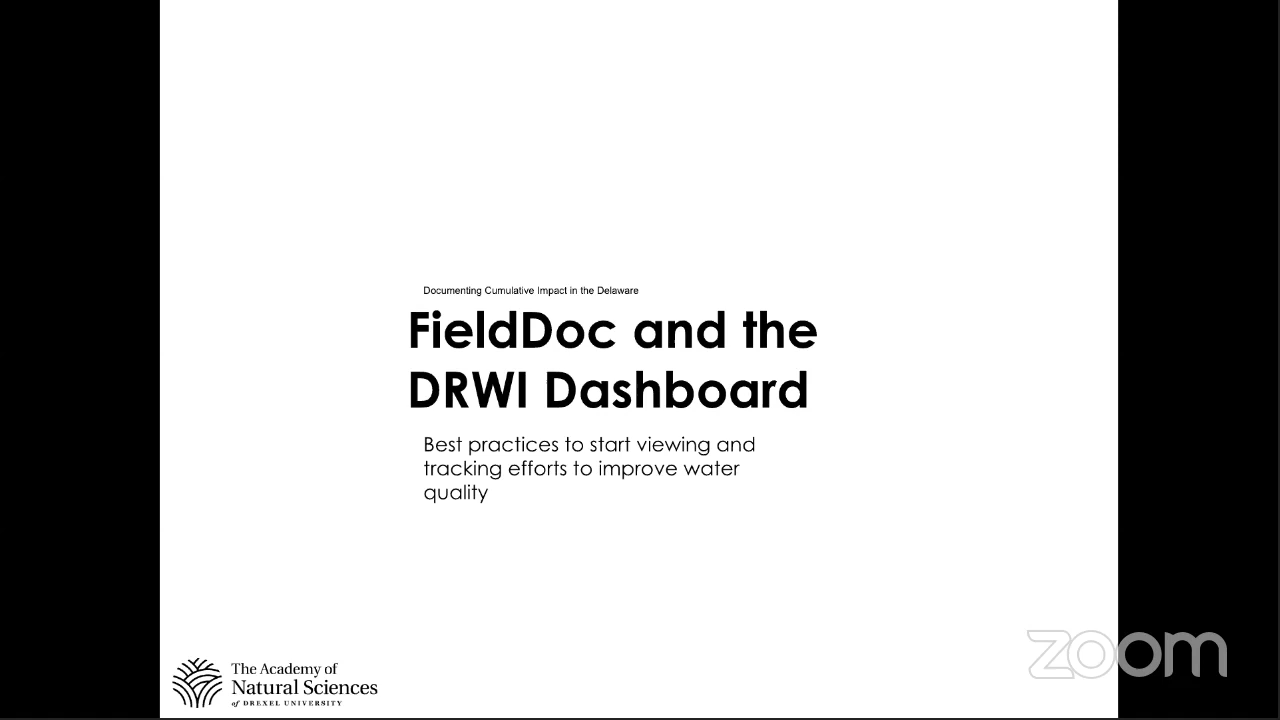 Documenting Cumulative Impact in the Delaware
FieldDoc and the
DRWI Dashboard
Best practices to start viewing and
tracking efforts to improve water
quality
The Academy of
Natural Sciences
of DREXEL UNIVERSITY
zoom